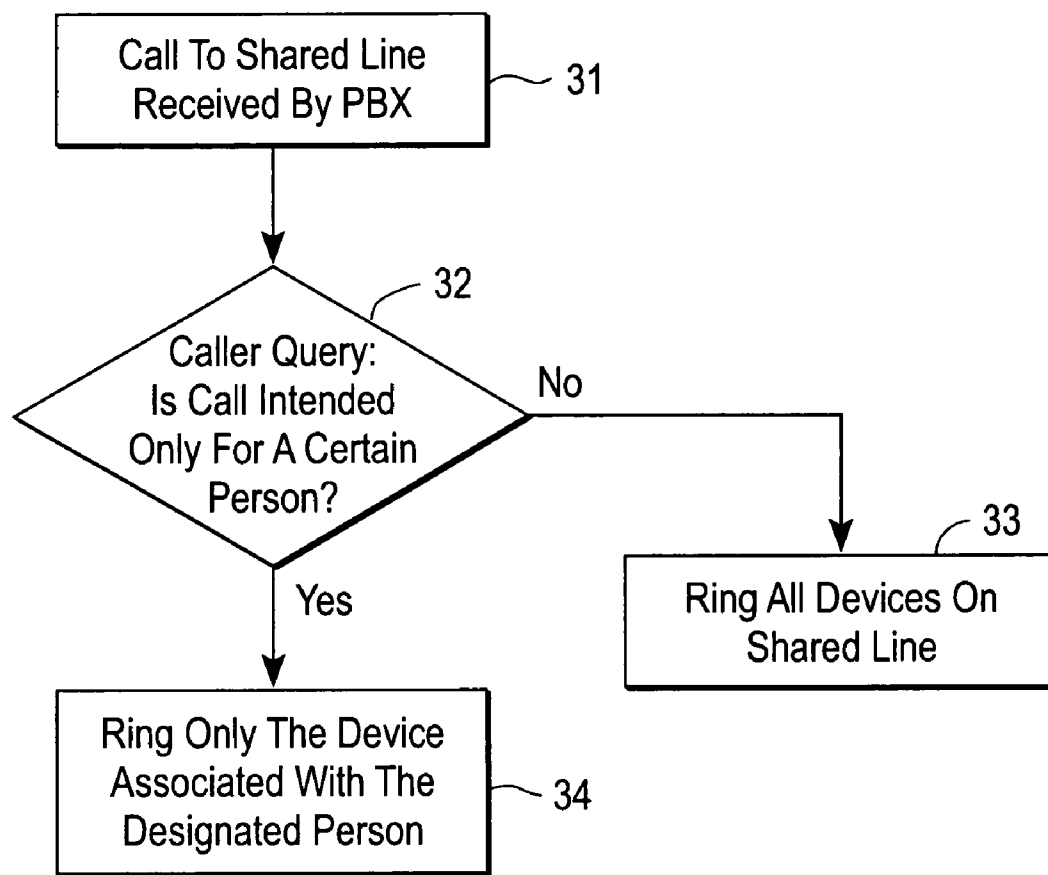 Call To Shared Line
Received By PBX
31
32
Caller Query:
Is Call Intended
Only For A Certain
Person?
No
Yes
33
Ring All Devices On
Shared Line
Ring Only The Device
Associated With The
Designated Person
34